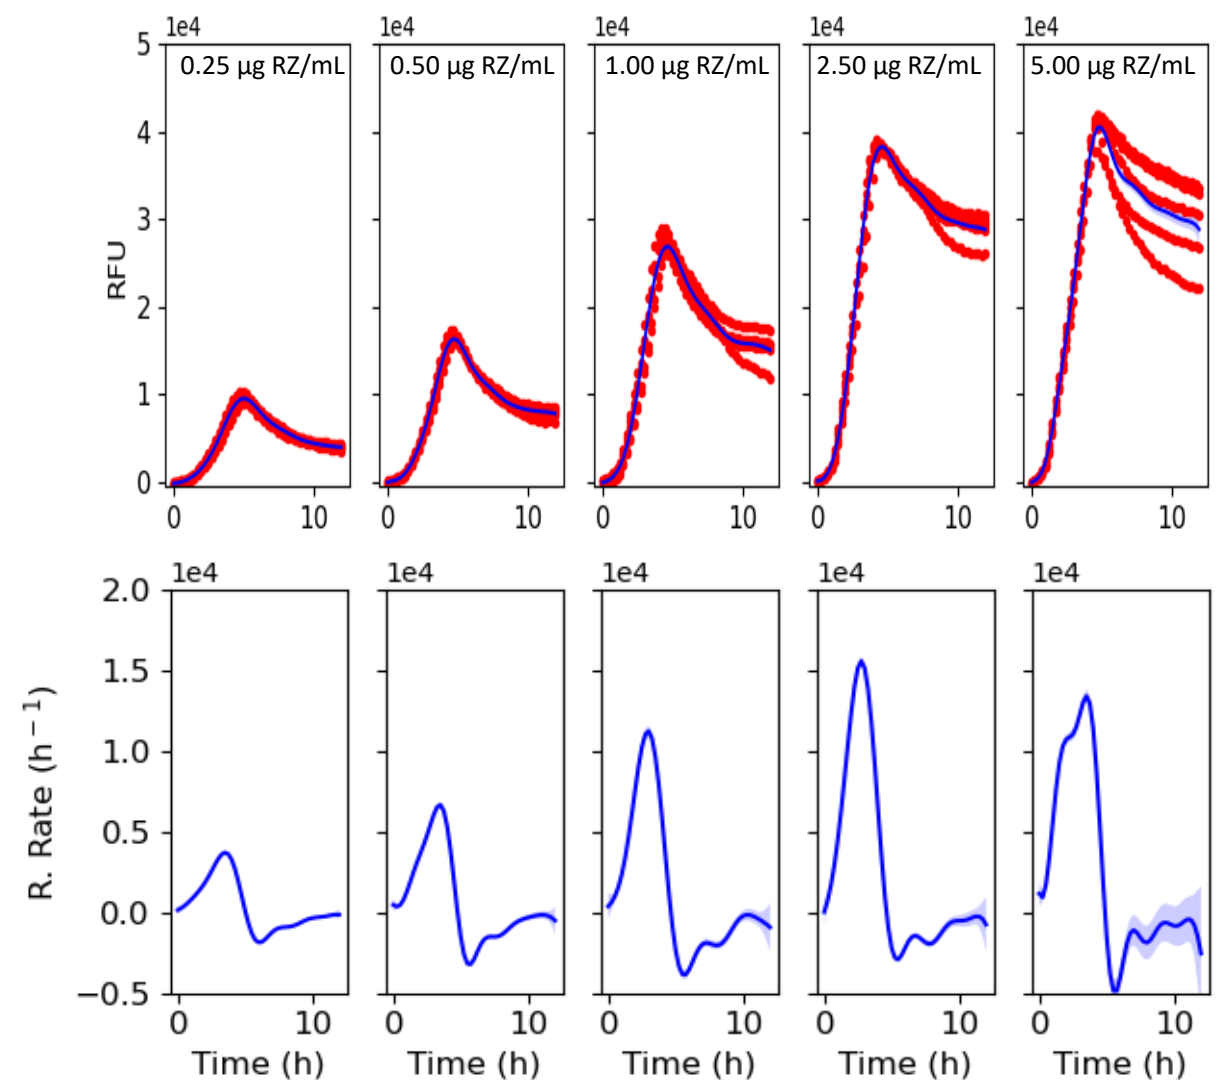 1e4 1e4 1e4 1e4 1e4
0.25 µg RZ/mL 0.50 µg RZ/mL 1.00 µg RZ/mL 2.50 µg RZ/mL 5.00 µg RZ/mL
5
4
3
2
1
0
RFU
0 10 0 10 0 10 0 10 0 10
1e4 1e4 1e4 1e4 1e4
2.0
1.5
1.0
0.5
0.0
−0.5
R. Rate (h⁻¹)
0 10 0 10 0 10 0 10 0 10
Time (h) Time (h) Time (h) Time (h) Time (h)